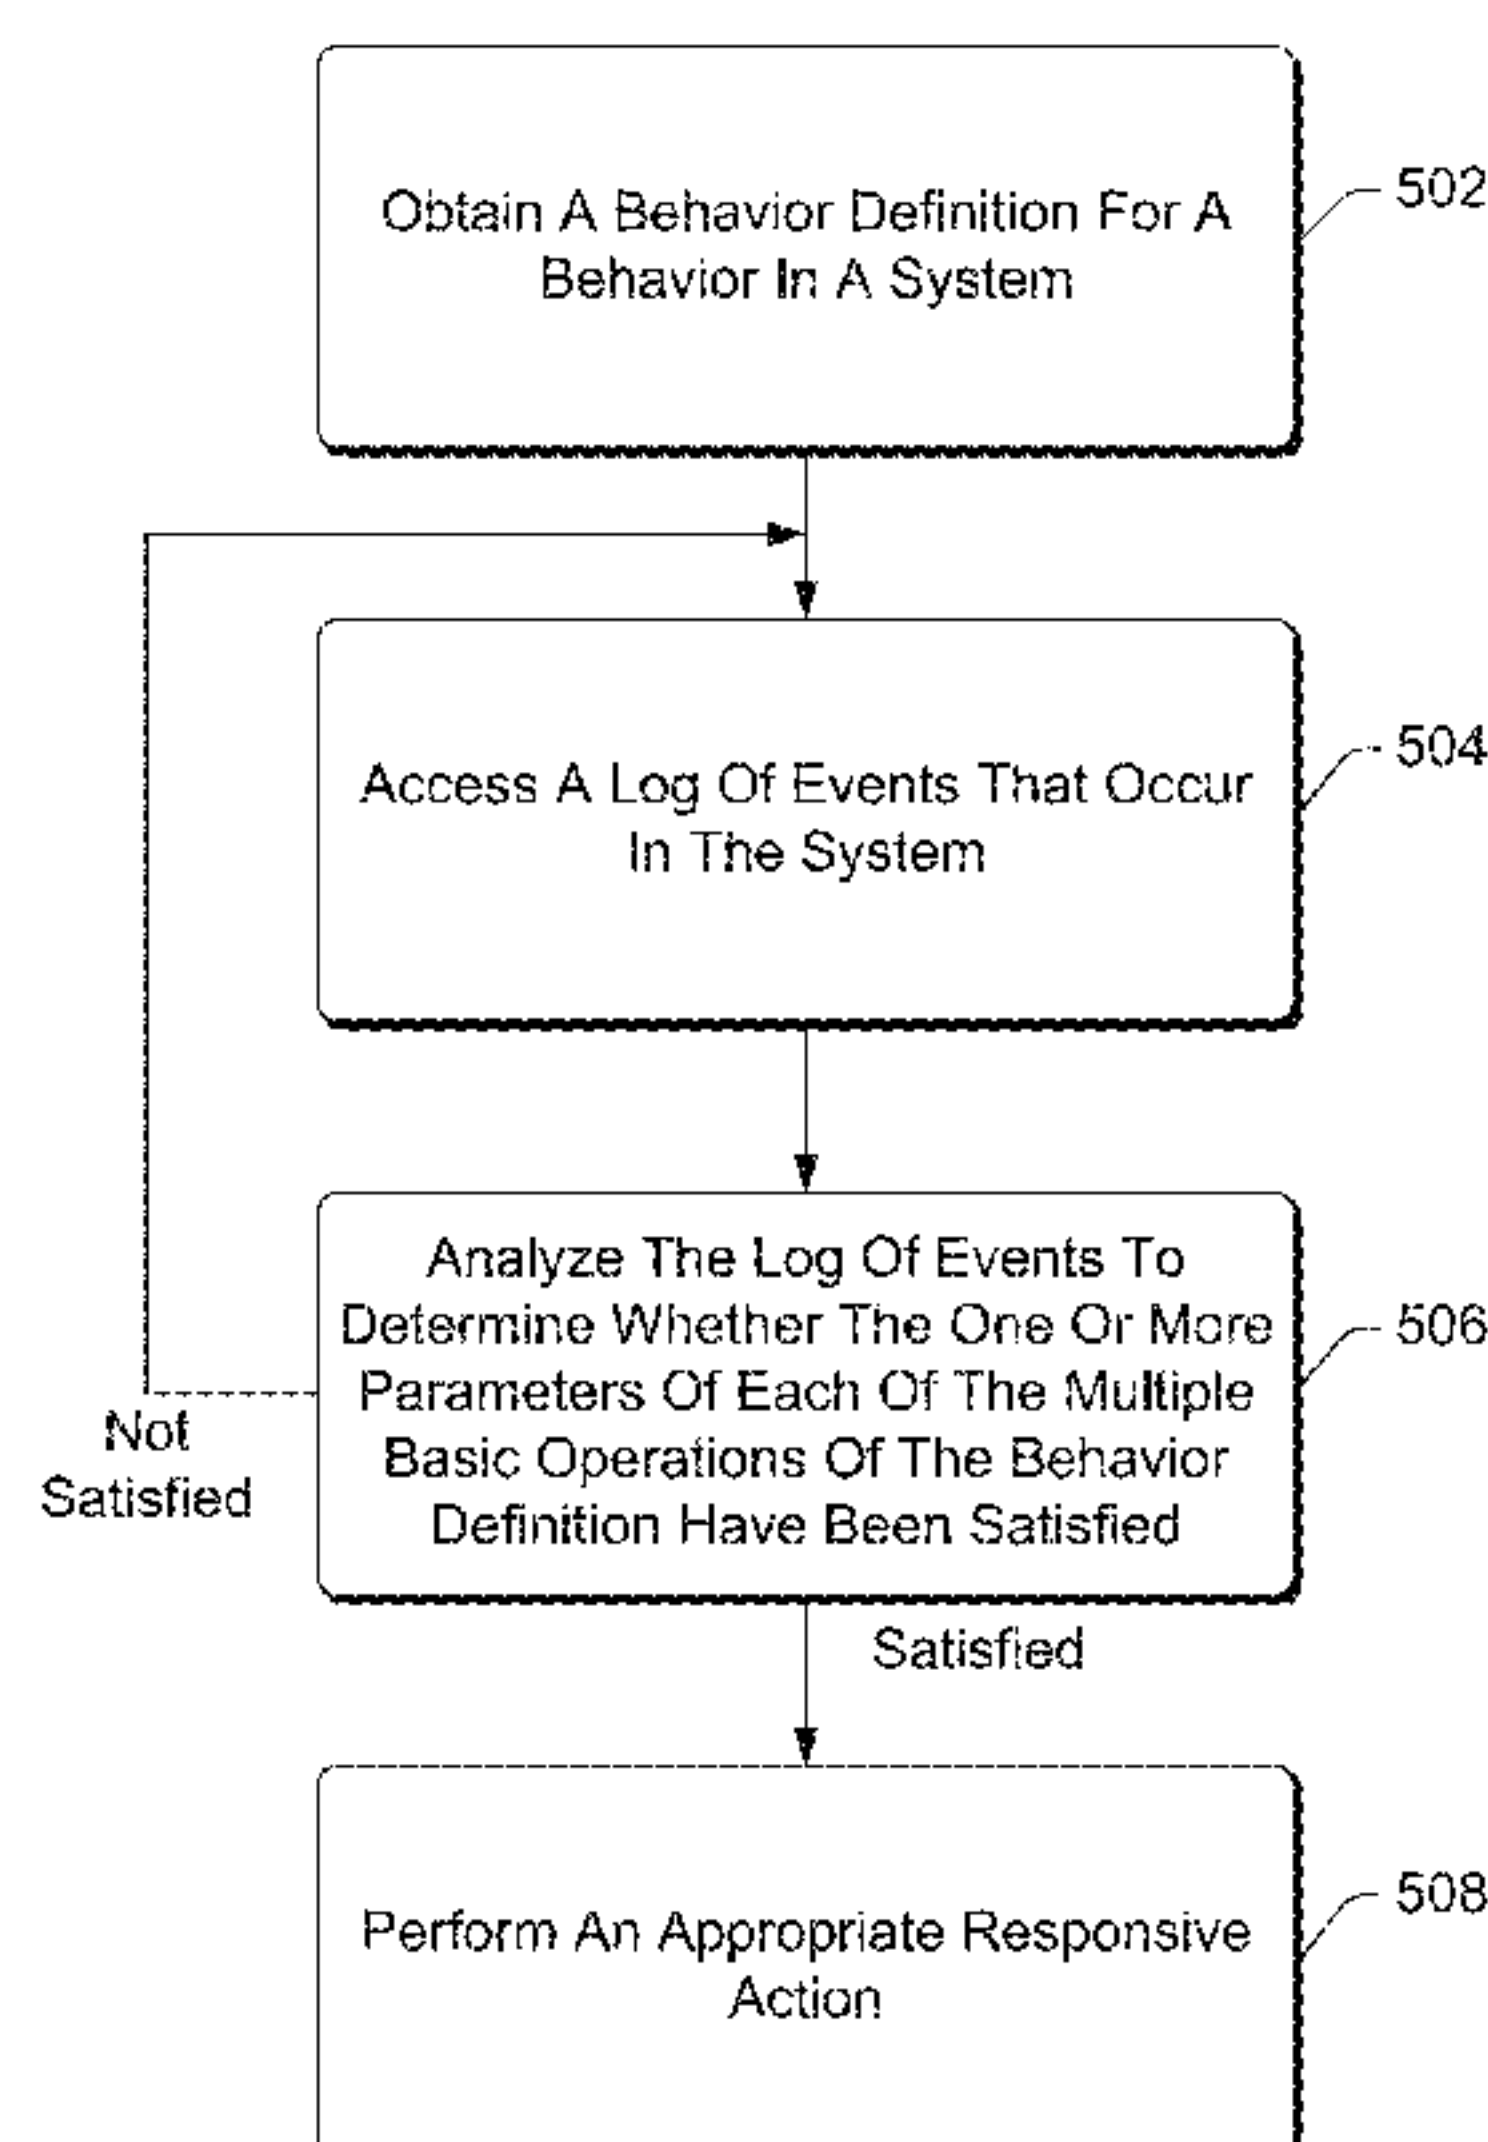 Obtain A Behavior Definition For A
Behavior In A System
502
Access A Log Of Events That Occur
In The System
504
Analyze The Log Of Events To
Determine Whether The One Or More
Parameters Of Each Of The Multiple
Basic Operations Of The Behavior
Definition Have Been Satisfied
506
Not
Satisfied
Satisfied
Perform An Appropriate Responsive
Action
508